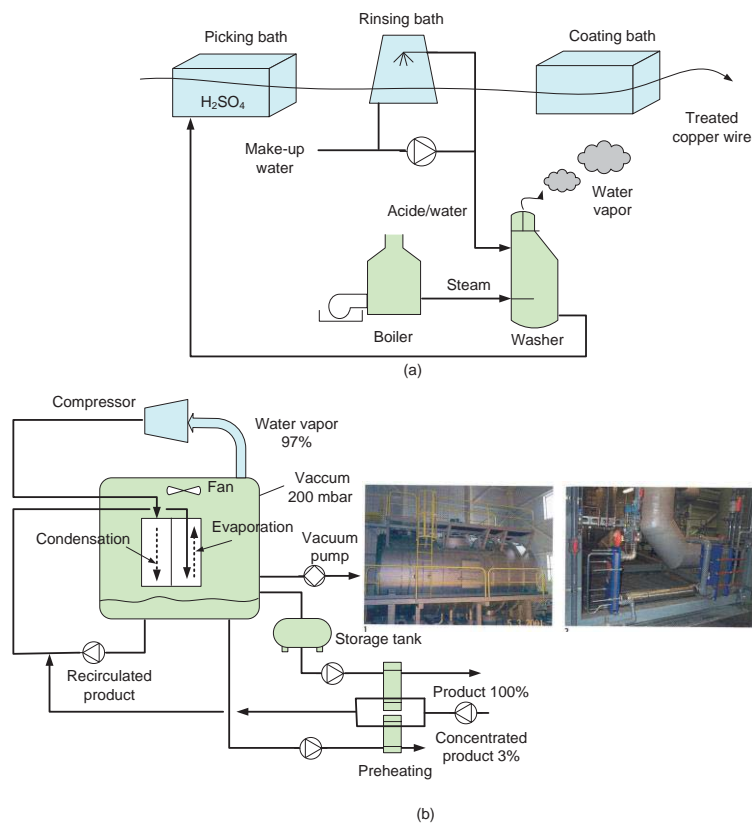 Picking bath
Rinsing bath
Coating bath
H₂SO₄
Treated
copper wire
Make-up
water
Water
vapor
Acide/water
Steam
Boiler
Washer
(a)
Compressor
Water vapor
97%
Fan
Vaccum
200 mbar
Evaporation
Condensation
Vacuum
pump
Storage tank
Recirculated
product
Product 100%
Concentrated
product 3%
Preheating
(b)